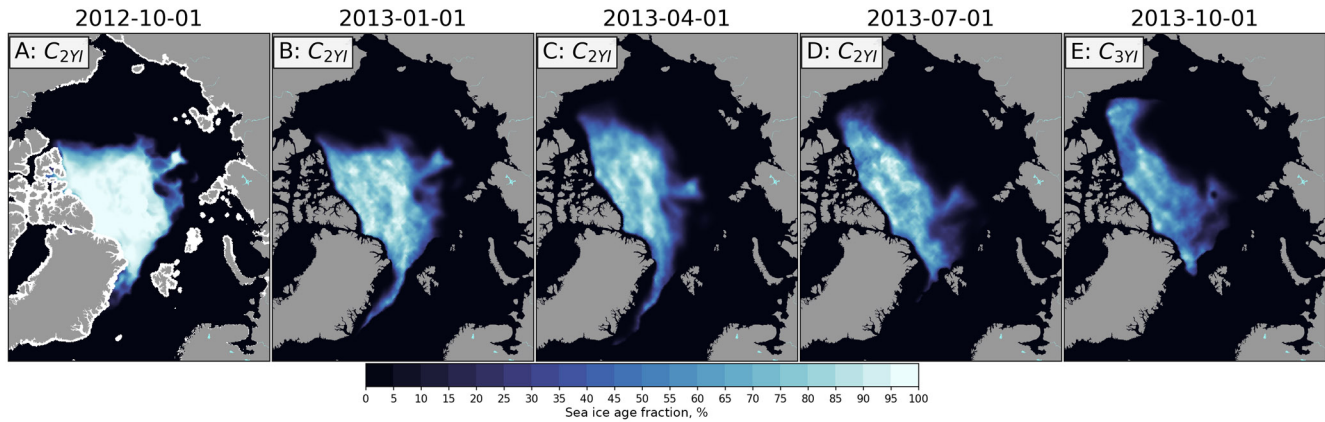 2012-10-01 2013-01-01 2013-04-01 2013-07-01 2013-10-01
A: C2YI B: C2YI C: C2YI D: C2YI E: C3YI
0 5 10 15 20 25 30 35 40 45 50 55 60 65 70 75 80 85 90 95 100
Sea ice age fraction, %